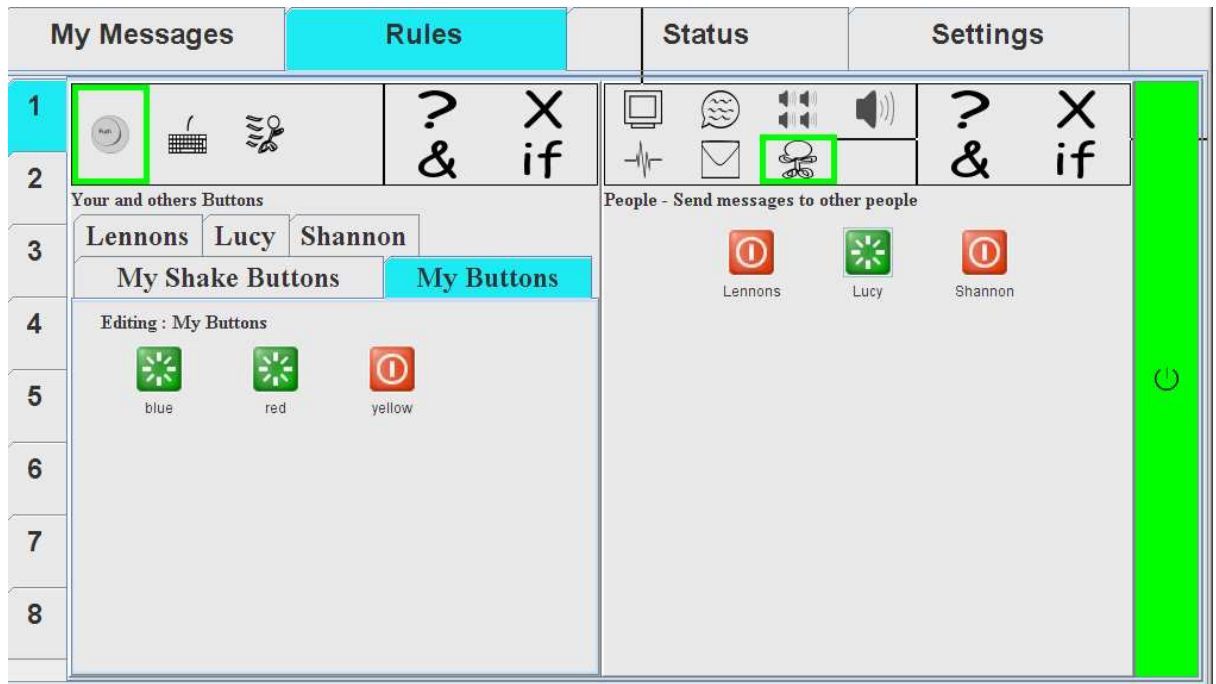 My Messages Rules Status Settings
1
2
3
4
5
6
7
8
Push
? X
& if
Your and others Buttons
Lennons Lucy Shannon
My Shake Buttons My Buttons
Editing : My Buttons
blue red yellow
? X
& if
People - Send messages to other people
Lennons Lucy Shannon